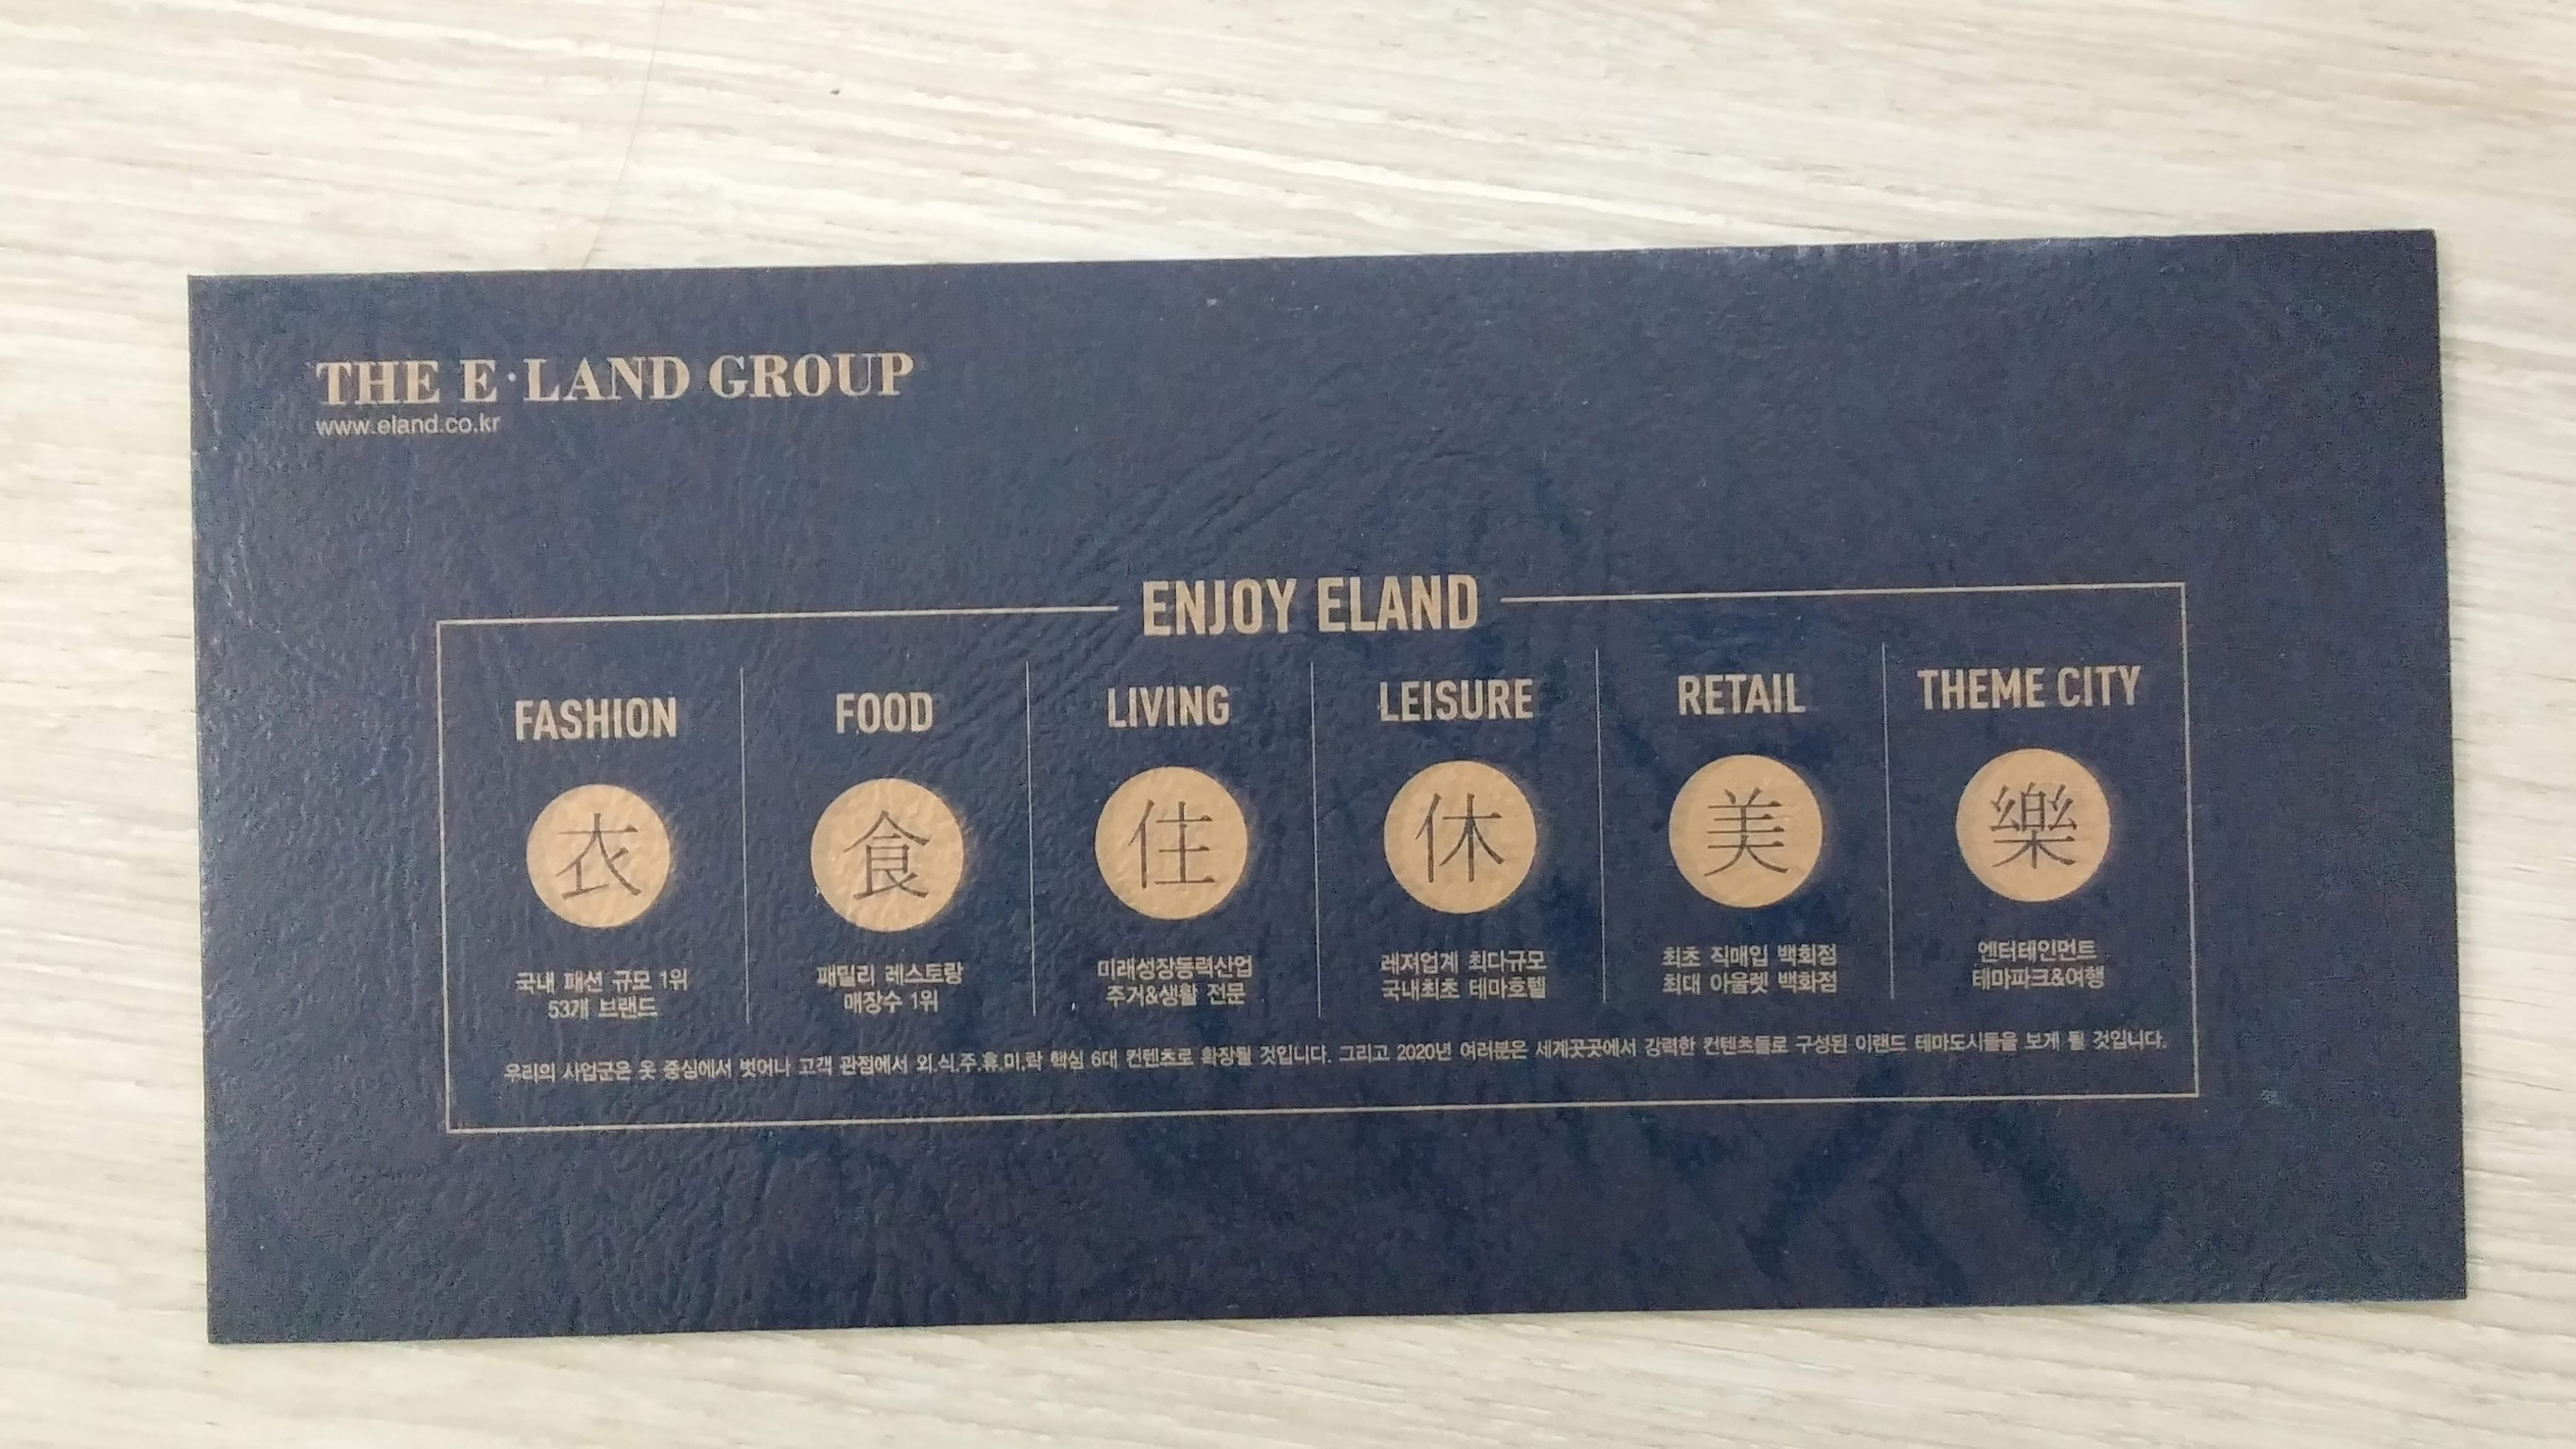 THE E·LAND GROUP
www.eland.co.kr
ENJOY ELAND
FASHION
衣
국내 패션 규모 1위
53개 브랜드
FOOD
食
패밀리 레스토랑
매장수 1위
LIVING
住
미래성장동력산업
주거&생활 전문
LEISURE
休
레저업계 최다규모
국내최초 테마호텔
RETAIL
美
최초 직매입 백화점
최대 아울렛 백화점
THEME CITY
樂
엔터테인먼트
테마파크&여행
우리의 사업군은 옷 중심에서 벗어나 고객 관점에서 의.식.주.휴.미.락 핵심 6대 컨텐츠로 확장될 것입니다. 그리고 2020년 여러분은 세계곳곳에서 강력한 컨텐츠들로 구성된 이랜드 테마도시들을 보게 될 것입니다.